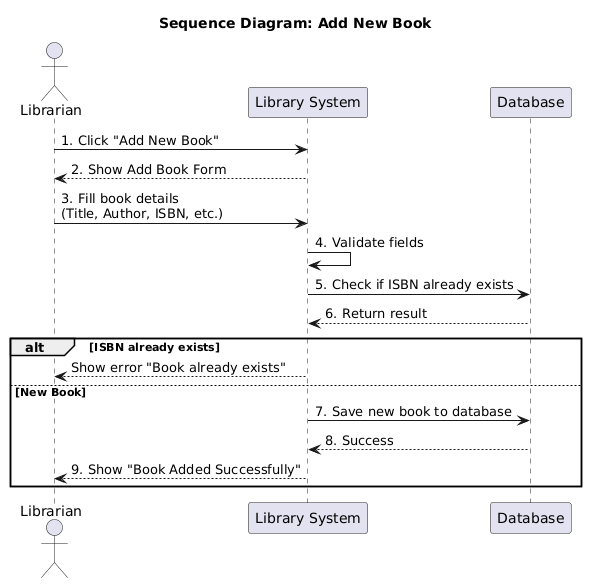 Sequence Diagram: Add New Book
Librarian
Library System
Database
1. Click "Add New Book"
2. Show Add Book Form
3. Fill book details
(Title, Author, ISBN, etc.)
4. Validate fields
5. Check if ISBN already exists
6. Return result
alt [ISBN already exists]
Show error "Book already exists"
[New Book]
7. Save new book to database
8. Success
9. Show "Book Added Successfully"
Librarian
Library System
Database